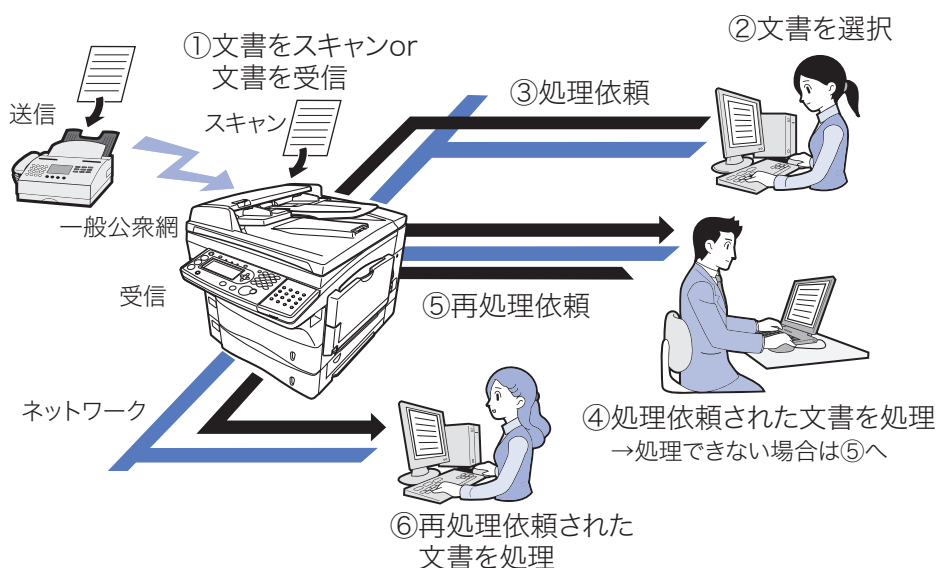 ①文書をスキャンor
文書を受信
②文書を選択
送信
スキャン
③処理依頼
一般公衆網
受信
⑤再処理依頼
ネットワーク
④処理依頼された文書を処理
→処理できない場合は⑤へ
⑥再処理依頼された
文書を処理